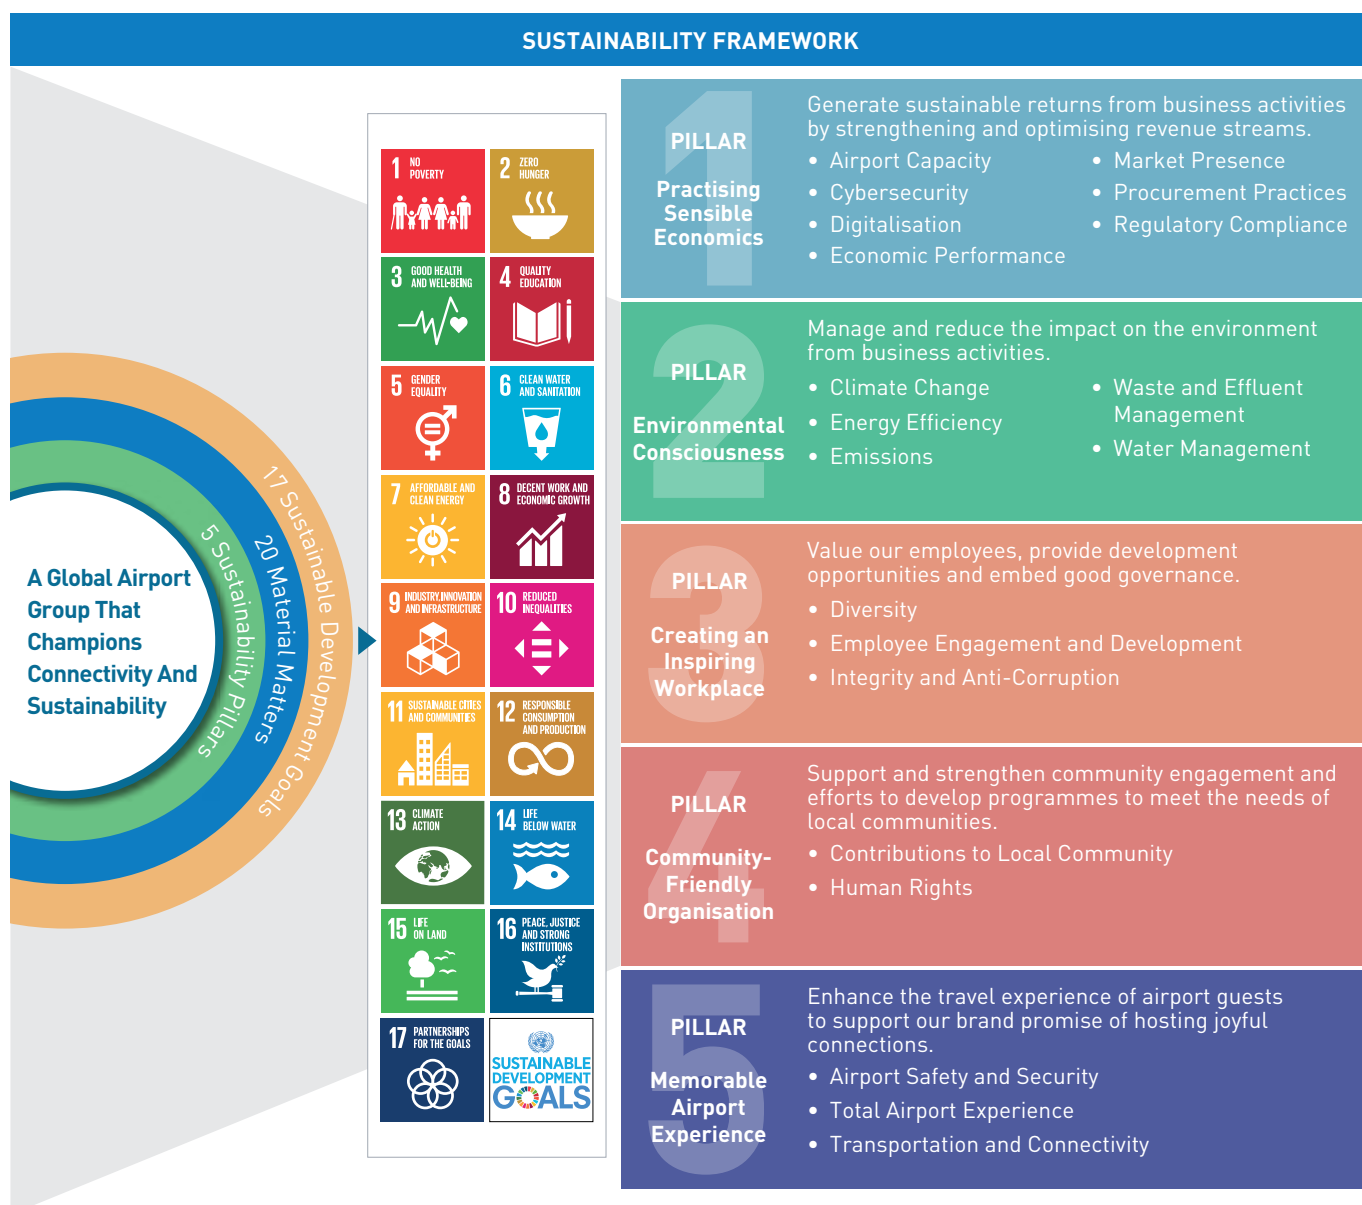 SUSTAINABILITY FRAMEWORK
A Global Airport
Group That
Champions
Connectivity And
Sustainability
5 Sustainability Pillars
20 Material Matters
17 Sustainable Development Goals
1 NO
POVERTY
2 ZERO
HUNGER
3 GOOD HEALTH
AND WELL-BEING
4 QUALITY
EDUCATION
5 GENDER
EQUALITY
6 CLEAN WATER
AND SANITATION
7 AFFORDABLE AND
CLEAN ENERGY
8 DECENT WORK AND
ECONOMIC GROWTH
9 INDUSTRY, INNOVATION
AND INFRASTRUCTURE
10 REDUCED
INEQUALITIES
11 SUSTAINABLE CITIES
AND COMMUNITIES
12 RESPONSIBLE
CONSUMPTION
AND PRODUCTION
13 CLIMATE
ACTION
14 LIFE
BELOW WATER
15 LIFE
ON LAND
16 PEACE, JUSTICE
AND STRONG
INSTITUTIONS
17 PARTNERSHIPS
FOR THE GOALS
SUSTAINABLE
DEVELOPMENT
GOALS
1
PILLAR
Practising
Sensible
Economics
Generate sustainable returns from business activities
by strengthening and optimising revenue streams.
• Airport Capacity
• Cybersecurity
• Digitalisation
• Economic Performance
• Market Presence
• Procurement Practices
• Regulatory Compliance
2
PILLAR
Environmental
Consciousness
Manage and reduce the impact on the environment
from business activities.
• Climate Change
• Energy Efficiency
• Emissions
• Waste and Effluent
Management
• Water Management
3
PILLAR
Creating an
Inspiring
Workplace
Value our employees, provide development
opportunities and embed good governance.
• Diversity
• Employee Engagement and Development
• Integrity and Anti-Corruption
4
PILLAR
Community-
Friendly
Organisation
Support and strengthen community engagement and
efforts to develop programmes to meet the needs of
local communities.
• Contributions to Local Community
• Human Rights
5
PILLAR
Memorable
Airport
Experience
Enhance the travel experience of airport guests
to support our brand promise of hosting joyful
connections.
• Airport Safety and Security
• Total Airport Experience
• Transportation and Connectivity